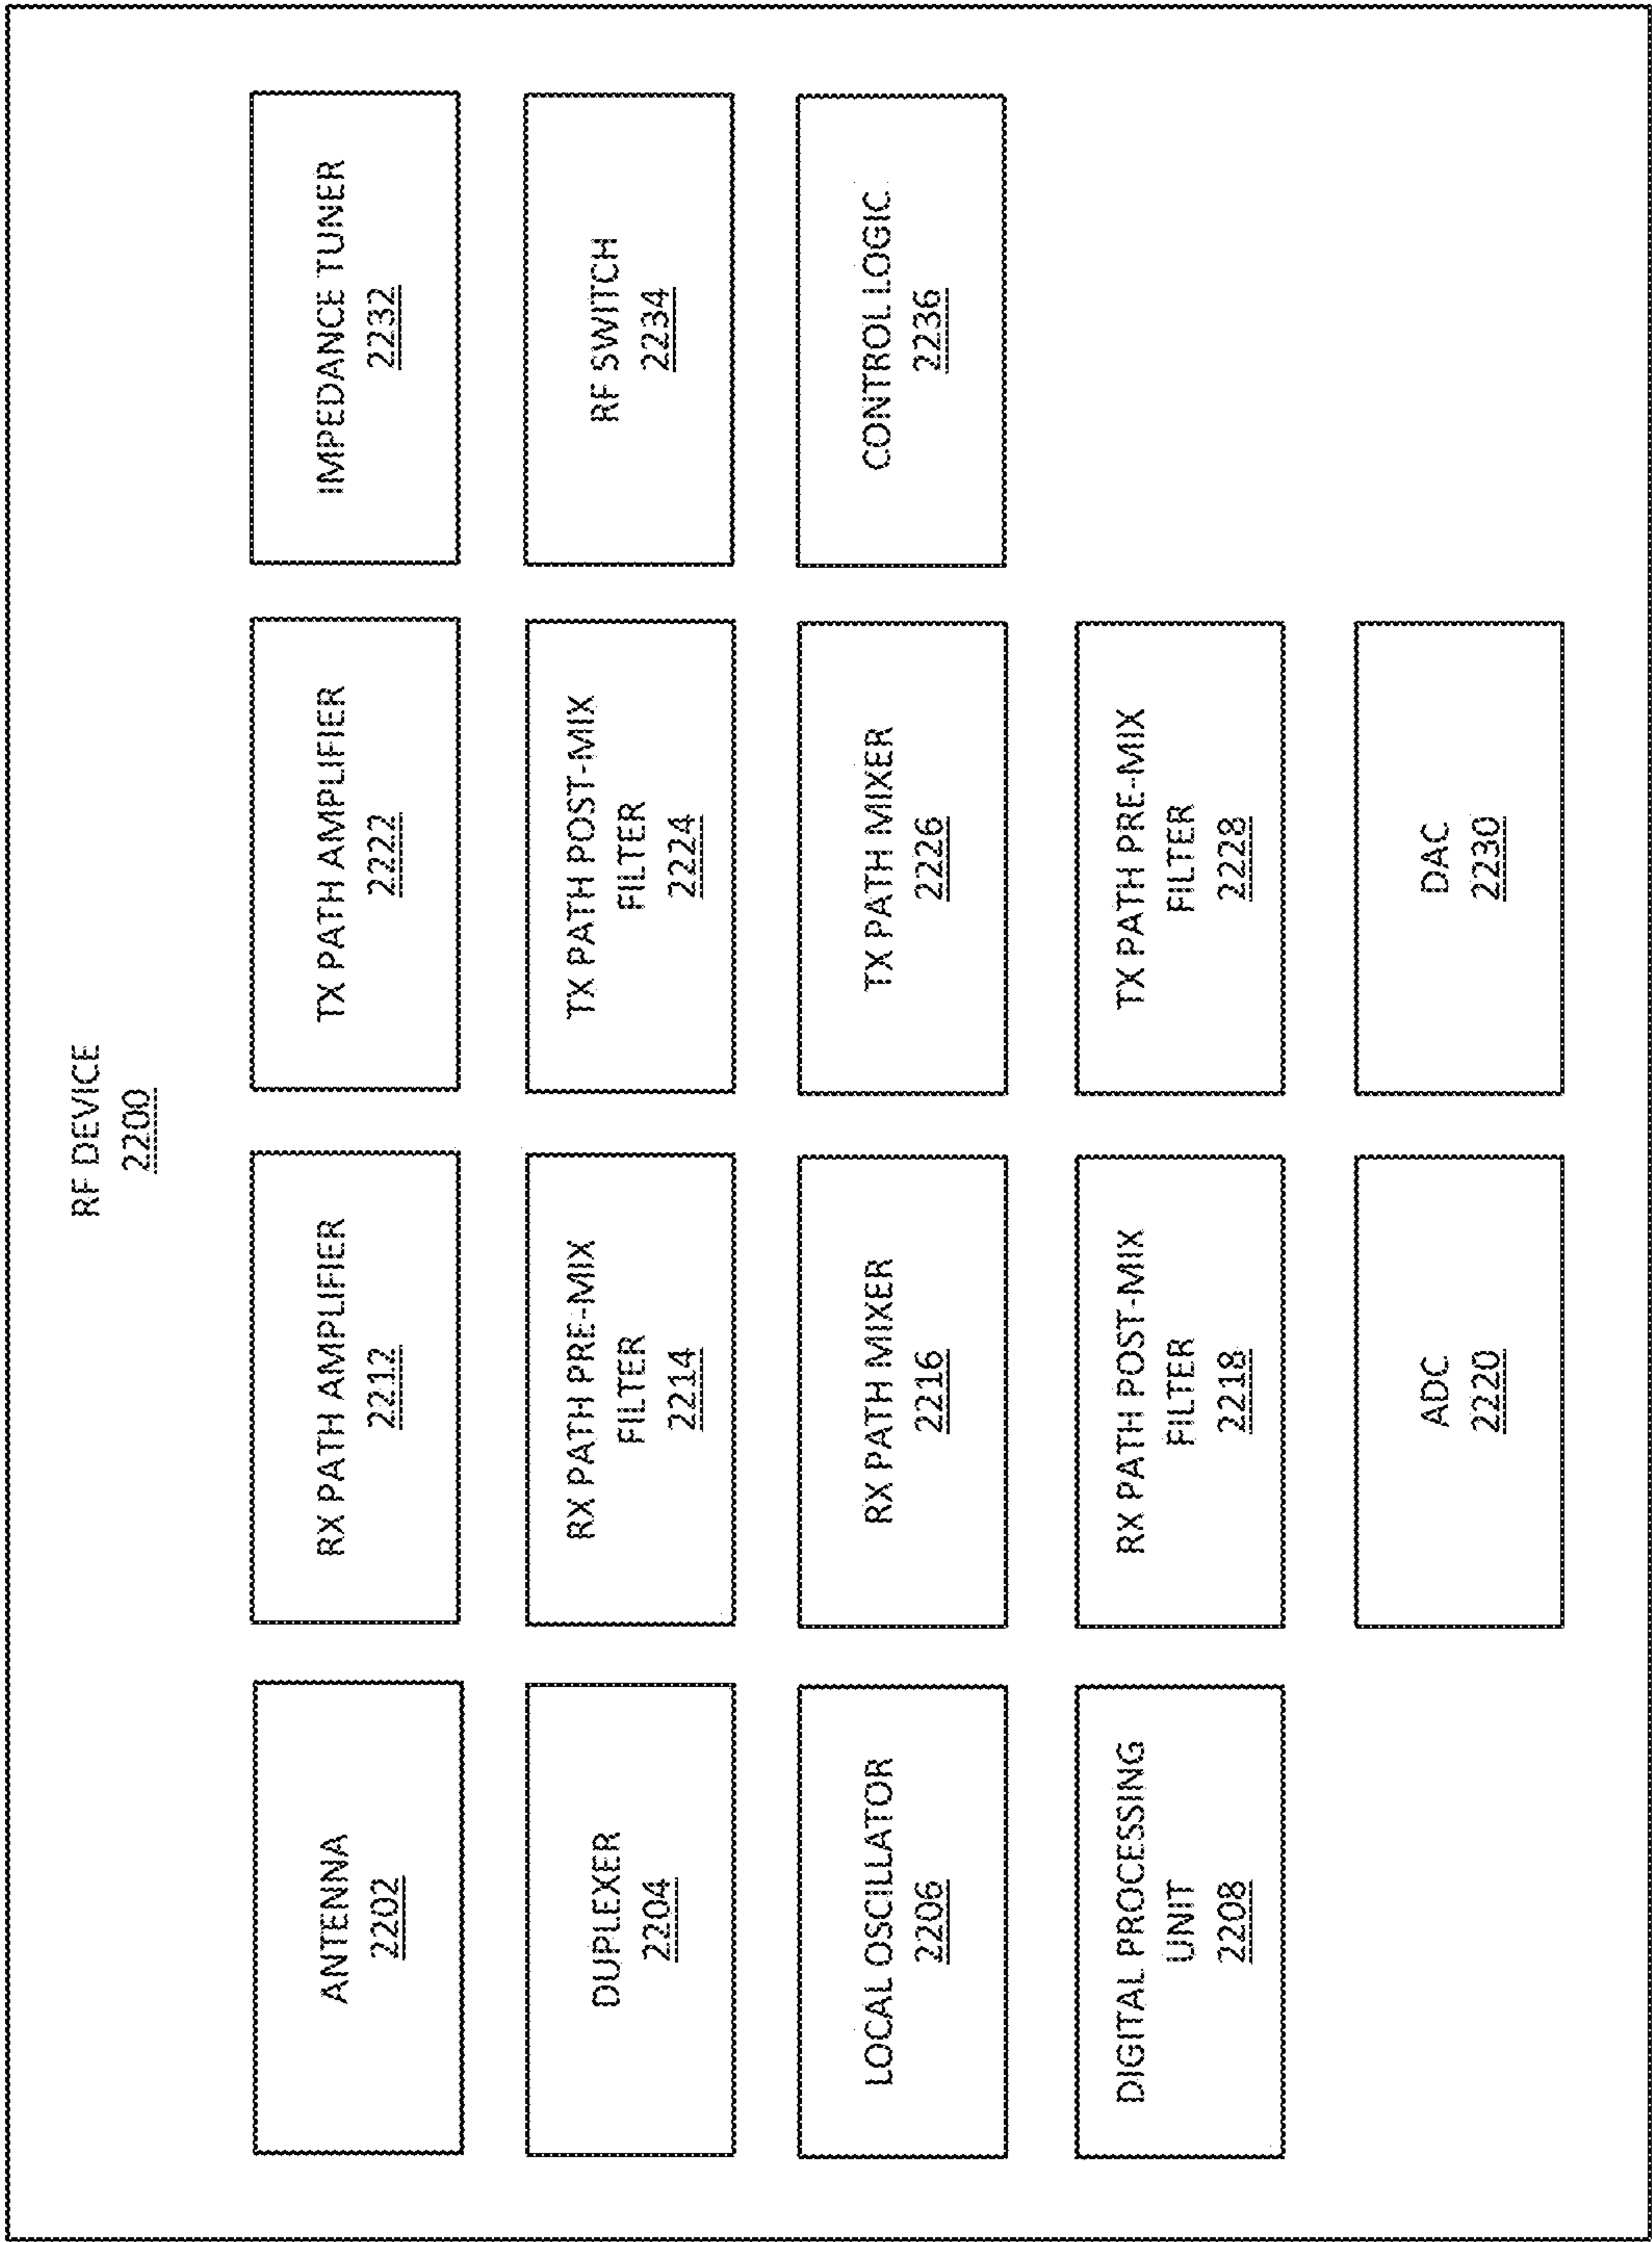 RF DEVICE
2200
ANTENNA
2202
DUPLEXER
2204
LOCAL OSCILLATOR
2206
DIGITAL PROCESSING
UNIT
2208
RX PATH AMPLIFIER
2212
RX PATH PRE-MIX
FILTER
2214
RX PATH MIXER
2216
RX PATH POST-MIX
FILTER
2218
ADC
2220
TX PATH AMPLIFIER
2222
TX PATH POST-MIX
FILTER
2224
TX PATH MIXER
2226
TX PATH PRE-MIX
FILTER
2228
DAC
2230
IMPEDANCE TUNER
2232
RF SWITCH
2234
CONTROL LOGIC
2236